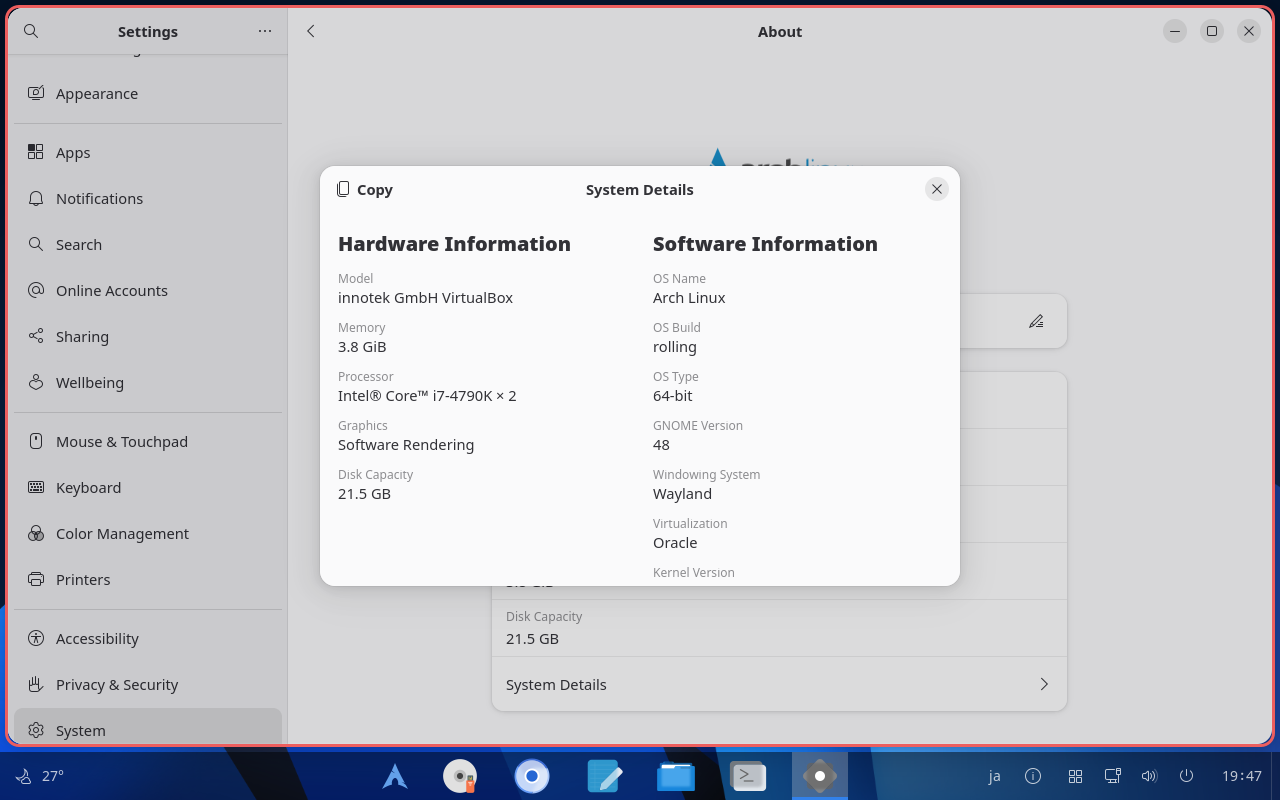 Settings
About
Appearance
Apps
Notifications
Search
Online Accounts
Sharing
Wellbeing
Mouse & Touchpad
Keyboard
Color Management
Printers
Accessibility
Privacy & Security
System
Copy
System Details
Hardware Information
Model
innotek GmbH VirtualBox
Memory
3.8 GiB
Processor
Intel® Core™ i7-4790K × 2
Graphics
Software Rendering
Disk Capacity
21.5 GB
Software Information
OS Name
Arch Linux
OS Build
rolling
OS Type
64-bit
GNOME Version
48
Windowing System
Wayland
Virtualization
Oracle
Kernel Version
Disk Capacity
21.5 GB
System Details
27°
ja
19:47